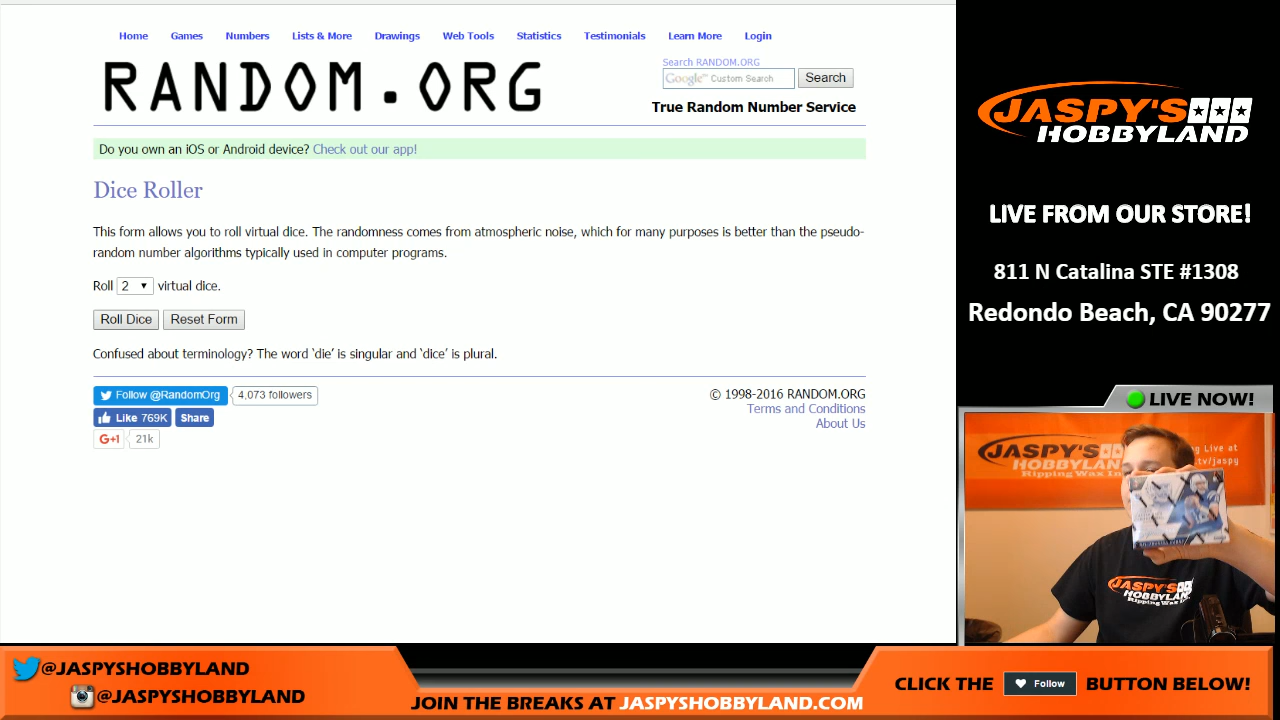 Home Games Numbers Lists & More Drawings Web Tools Statistics Testimonials Learn More Login
RANDOM.ORG
Search RANDOM.ORG
Google™ Custom Search Search
True Random Number Service
Do you own an iOS or Android device? Check out our app!
Dice Roller
This form allows you to roll virtual dice. The randomness comes from atmospheric noise, which for many purposes is better than the pseudo-
random number algorithms typically used in computer programs.
Roll 2 virtual dice.
Roll Dice Reset Form
Confused about terminology? The word ‘die’ is singular and ‘dice’ is plural.
Follow @RandomOrg 4,073 followers
Like 769K Share
G+1 21k
© 1998-2016 RANDOM.ORG
Terms and Conditions
About Us
JASPY'S
HOBBYLAND
LIVE FROM OUR STORE!
811 N Catalina STE #1308
Redondo Beach, CA 90277
LIVE NOW!
JASPY'S
HOBBYLAND
Ripping Wax Inc.
ng Live at
tv/jaspy
JASPY'S
HOBBYLAND
Ripping Wax Inc.
@JASPYSHOBBYLAND
@JASPYSHOBBYLAND
JOIN THE BREAKS AT JASPYSHOBBYLAND.COM
CLICK THE Follow BUTTON BELOW!